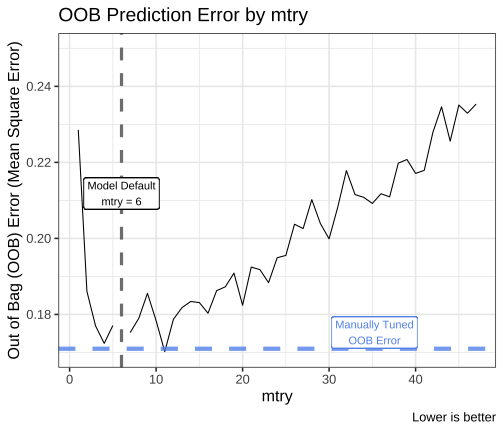 OOB Prediction Error by mtry
Out of Bag (OOB) Error (Mean Square Error)
0.24
0.22
0.20
0.18
Model Default
mtry = 6
Manually Tuned
OOB Error
0
10
20
30
40
mtry
Lower is better